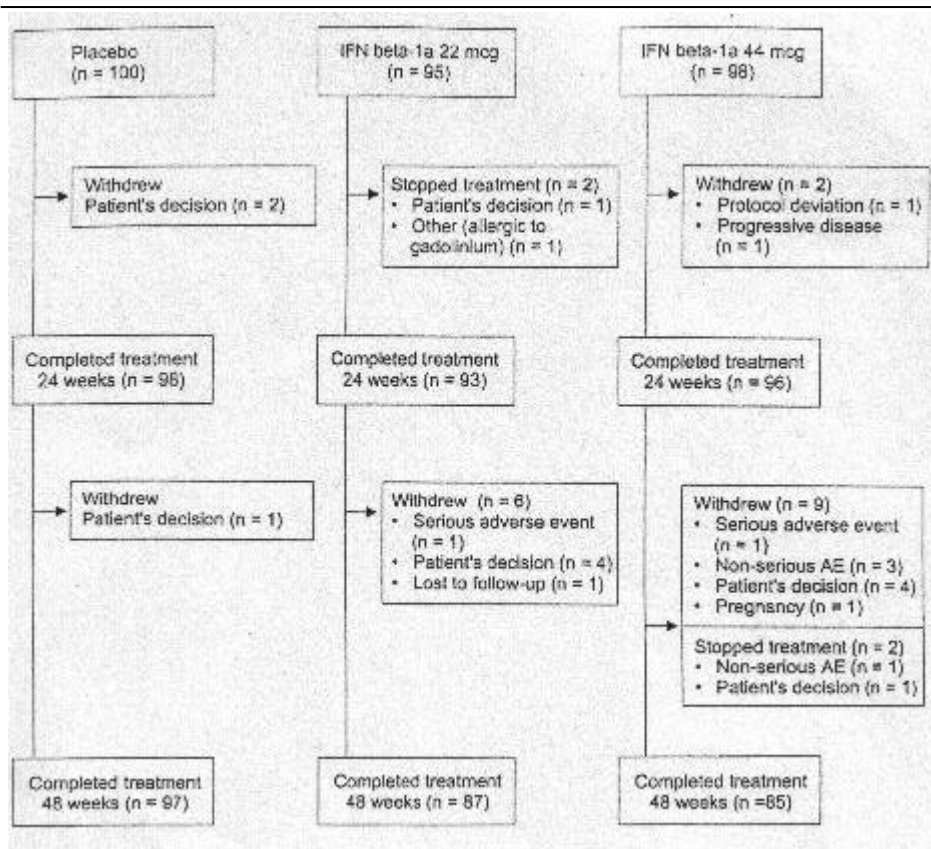 Placebo
(n = 100)
IFN beta-1a 22 mcg
(n = 95)
IFN beta-1a 44 mcg
(n = 98)
Withdrew
Patient's decision (n = 2)
Stopped treatment (n = 2)
• Patient's decision (n = 1)
• Other (allergic to
gadolinium) (n = 1)
Withdrew (n = 2)
• Protocol deviation (n = 1)
• Progressive disease
(n = 1)
Completed treatment
24 weeks (n = 98)
Completed treatment
24 weeks (n = 93)
Completed treatment
24 weeks (n = 96)
Withdrew
Patient's decision (n = 1)
Withdrew (n = 6)
• Serious adverse event
(n = 1)
• Patient's decision (n = 4)
• Lost to follow-up (n = 1)
Withdrew (n = 9)
• Serious adverse event
(n = 1)
• Non-serious AE (n = 3)
• Patient's decision (n = 4)
• Pregnancy (n = 1)
Stopped treatment (n = 2)
• Non-serious AE (n = 1)
• Patient's decision (n = 1)
Completed treatment
48 weeks (n = 97)
Completed treatment
48 weeks (n = 87)
Completed treatment
48 weeks (n =85)